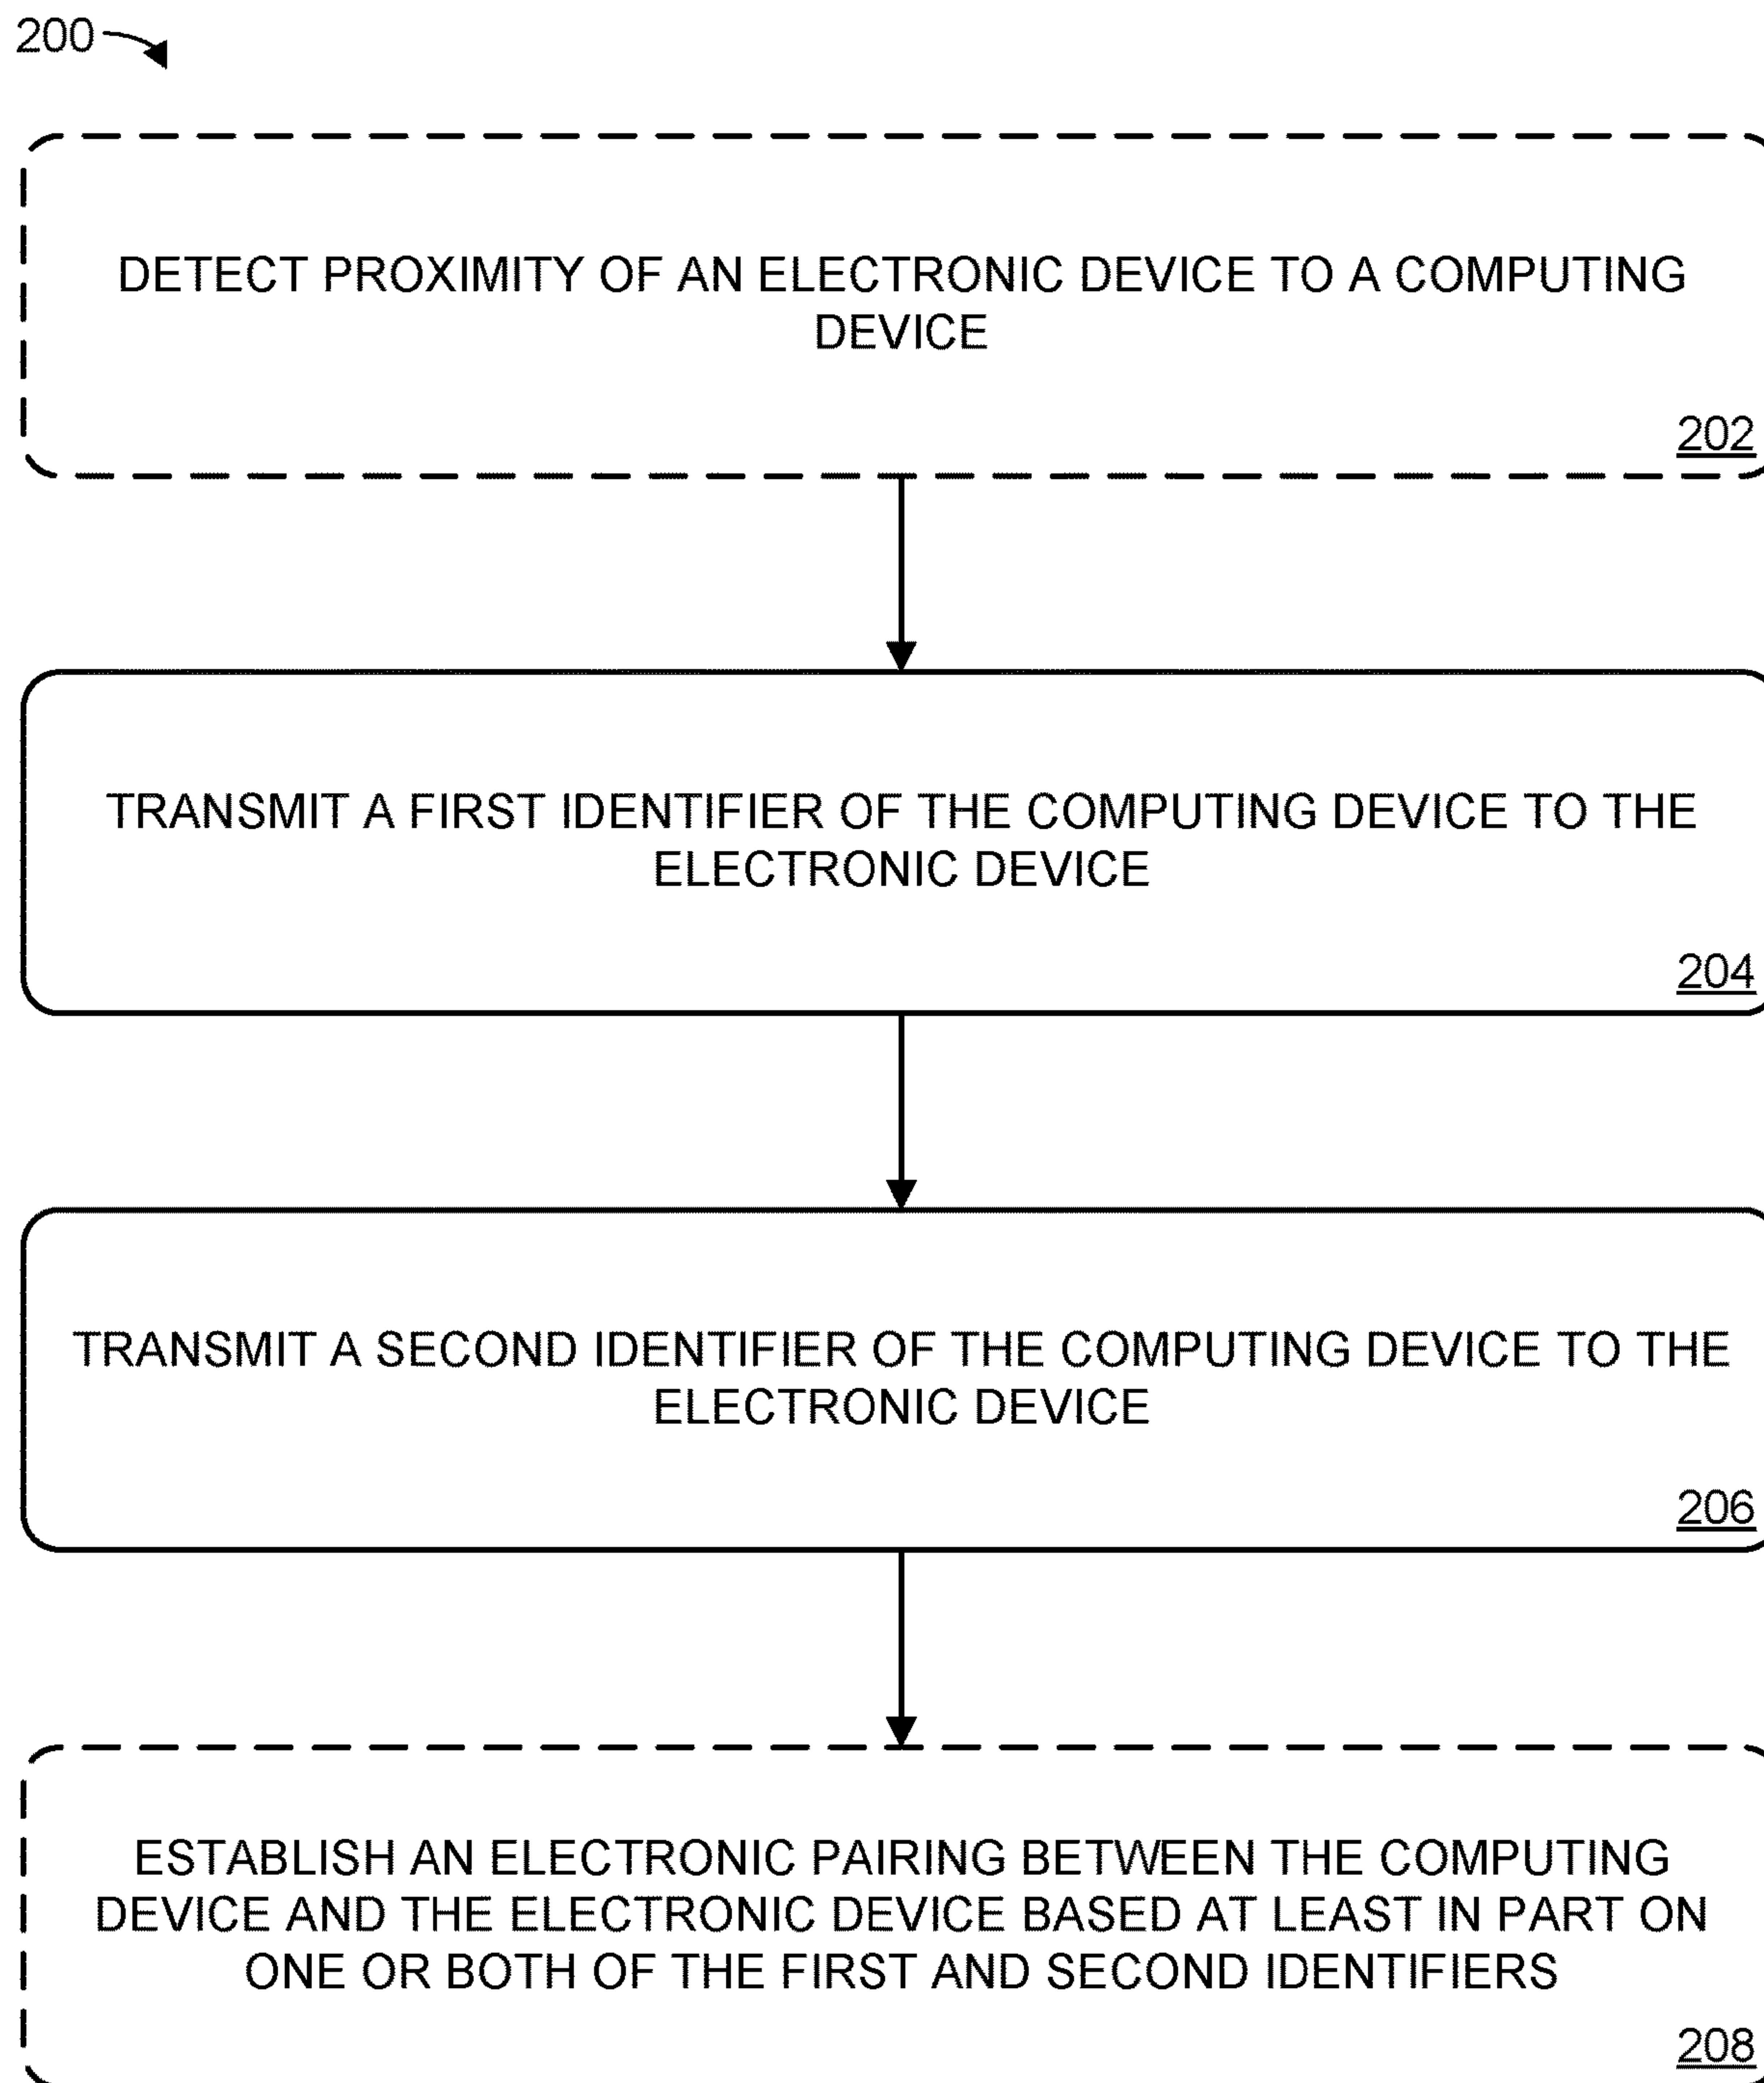 200
DETECT PROXIMITY OF AN ELECTRONIC DEVICE TO A COMPUTING
DEVICE
202
TRANSMIT A FIRST IDENTIFIER OF THE COMPUTING DEVICE TO THE
ELECTRONIC DEVICE
204
TRANSMIT A SECOND IDENTIFIER OF THE COMPUTING DEVICE TO THE
ELECTRONIC DEVICE
206
ESTABLISH AN ELECTRONIC PAIRING BETWEEN THE COMPUTING
DEVICE AND THE ELECTRONIC DEVICE BASED AT LEAST IN PART ON
ONE OR BOTH OF THE FIRST AND SECOND IDENTIFIERS
208